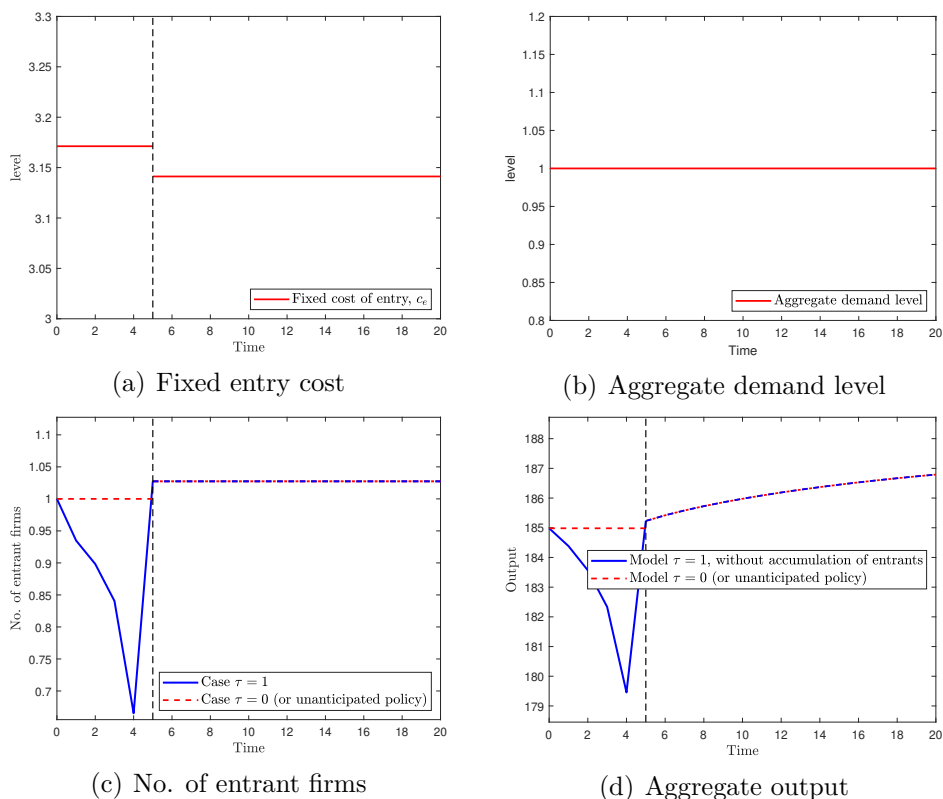 3.3
3.25
3.2
3.15
3.1
3.05
3
level
0 2 4 6 8 10 12 14 16 18 20
Time
Fixed cost of entry, c_e
(a) Fixed entry cost
1.2
1.15
1.1
1.05
1
0.95
0.9
0.85
0.8
level
0 2 4 6 8 10 12 14 16 18 20
Time
Aggregate demand level
(b) Aggregate demand level
1.1
1.05
1
0.95
0.9
0.85
0.8
0.75
0.7
No. of entrant firms
0 2 4 6 8 10 12 14 16 18 20
Time
Case τ = 1
Case τ = 0 (or unanticipated policy)
(c) No. of entrant firms
188
187
186
185
184
183
182
181
180
179
Output
0 2 4 6 8 10 12 14 16 18 20
Time
Model τ = 1, without accumulation of entrants
Model τ = 0 (or unanticipated policy)
(d) Aggregate output